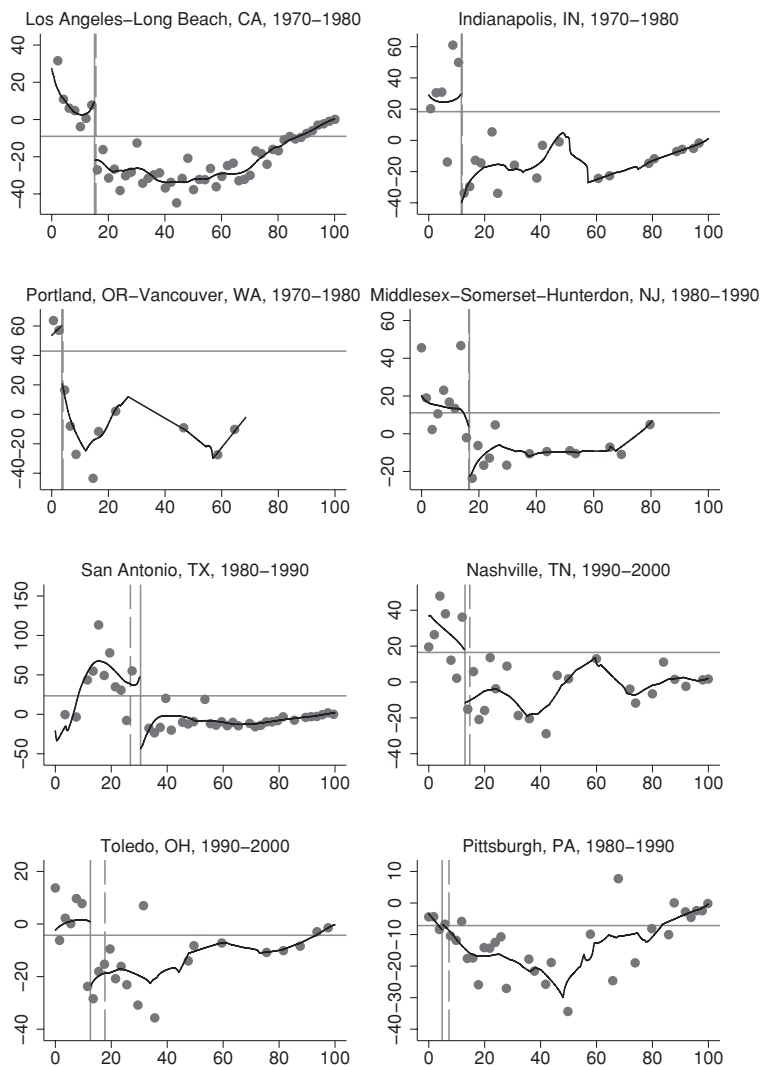 Los Angeles−Long Beach, CA, 1970−1980
Indianapolis, IN, 1970−1980
40
20
0
−20
−40
0 20 40 60 80 100
60
40
20
0
−20
−40
0 20 40 60 80 100
Portland, OR−Vancouver, WA, 1970−1980
Middlesex−Somerset−Hunterdon, NJ, 1980−1990
60
40
20
0
−20
−40
0 20 40 60 80 100
60
40
20
0
−20
0 20 40 60 80 100
San Antonio, TX, 1980−1990
Nashville, TN, 1990−2000
150
100
50
0
−50
0 20 40 60 80 100
40
20
0
−20
−40
0 20 40 60 80 100
Toledo, OH, 1990−2000
Pittsburgh, PA, 1980−1990
20
0
−20
−40
0 20 40 60 80 100
10
0
−10
−20
−30
−40
0 20 40 60 80 100